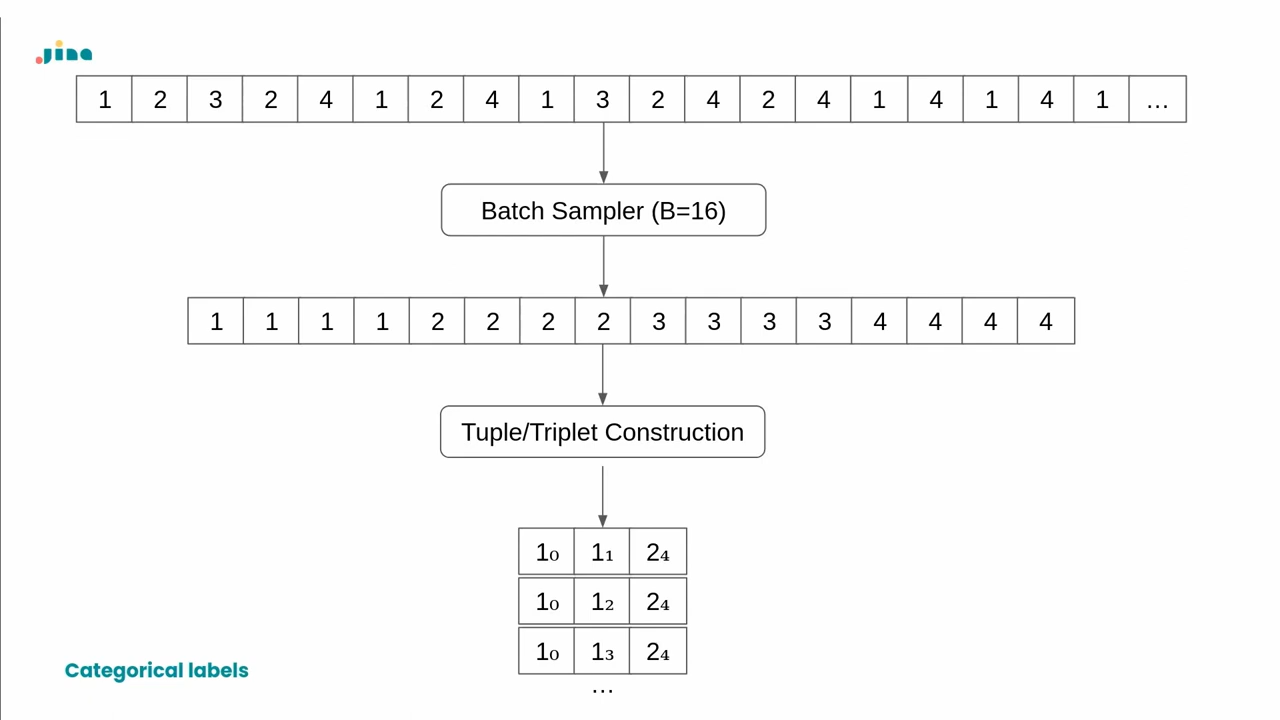 Jina
1 2 3 2 4 1 2 4 1 3 2 4 2 4 1 4 1 4 1 ...
Batch Sampler (B=16)
1 1 1 1 2 2 2 2 3 3 3 3 4 4 4 4
Tuple/Triplet Construction
1₀ 1₁ 2₄
1₀ 1₂ 2₄
1₀ 1₃ 2₄
...
Categorical labels